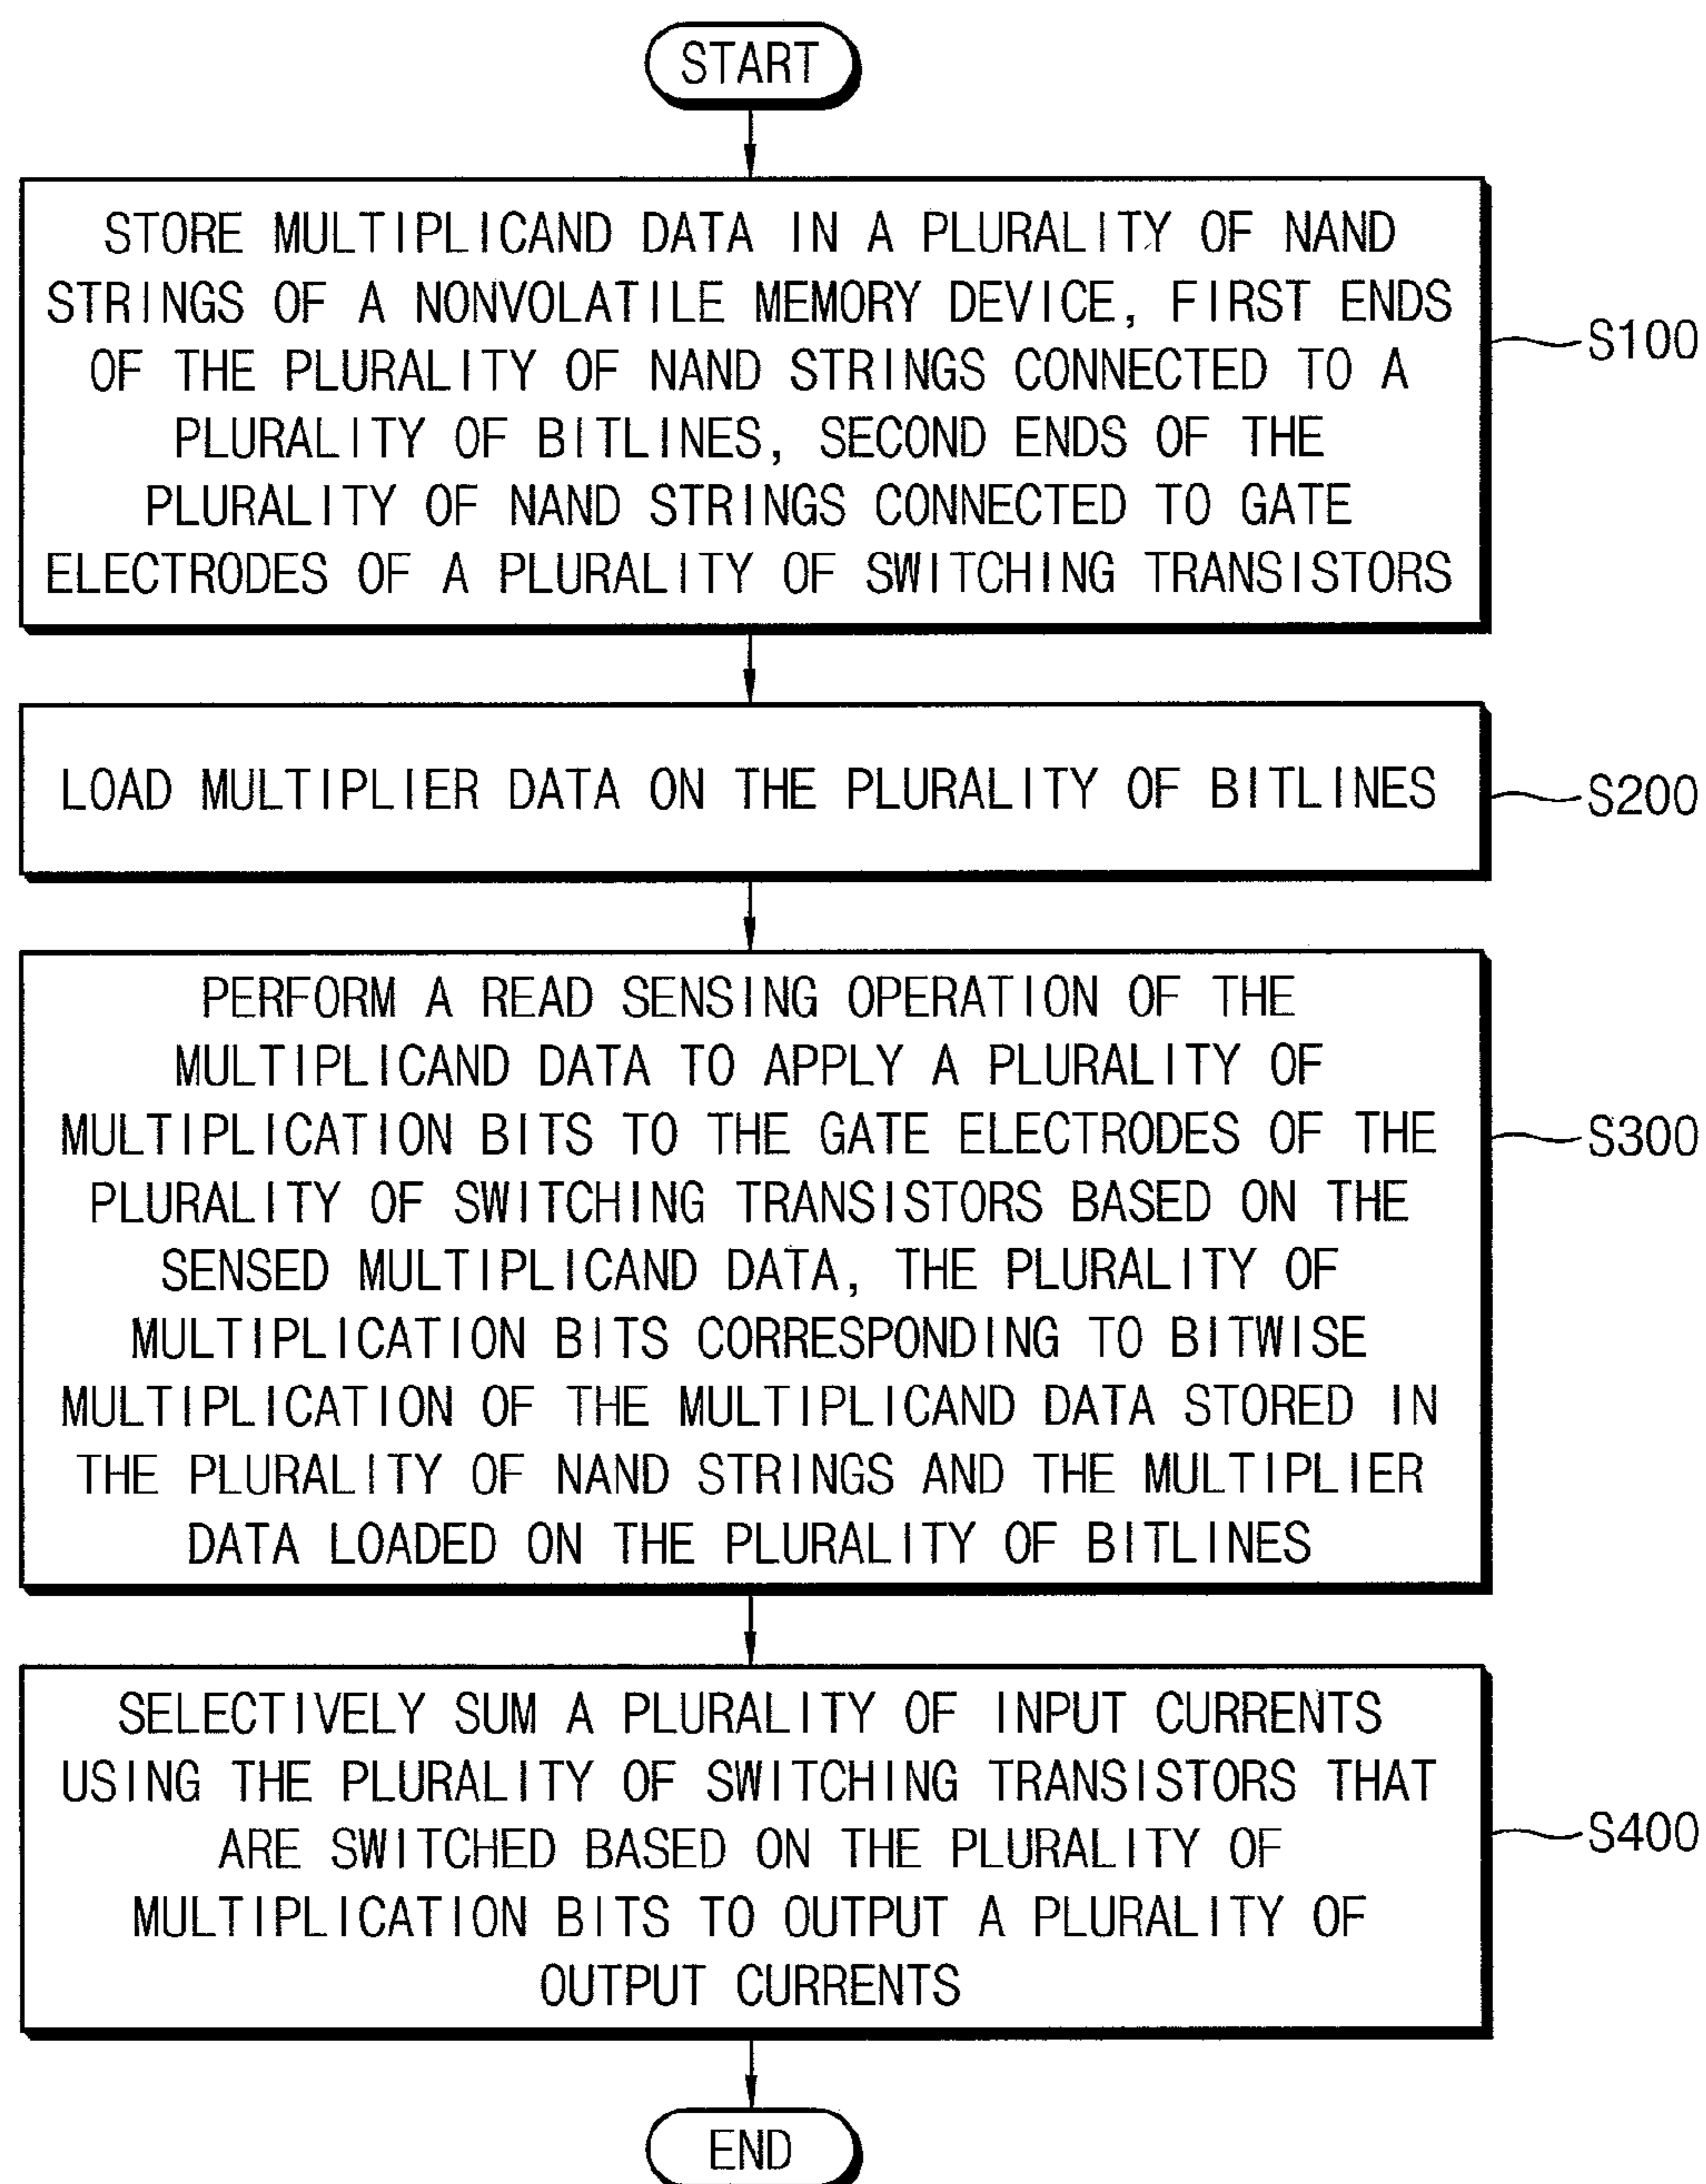 START
STORE MULTIPLICAND DATA IN A PLURALITY OF NAND
STRINGS OF A NONVOLATILE MEMORY DEVICE, FIRST ENDS
OF THE PLURALITY OF NAND STRINGS CONNECTED TO A
PLURALITY OF BITLINES, SECOND ENDS OF THE
PLURALITY OF NAND STRINGS CONNECTED TO GATE
ELECTRODES OF A PLURALITY OF SWITCHING TRANSISTORS
S100
LOAD MULTIPLIER DATA ON THE PLURALITY OF BITLINES
S200
PERFORM A READ SENSING OPERATION OF THE
MULTIPLICAND DATA TO APPLY A PLURALITY OF
MULTIPLICATION BITS TO THE GATE ELECTRODES OF THE
PLURALITY OF SWITCHING TRANSISTORS BASED ON THE
SENSED MULTIPLICAND DATA, THE PLURALITY OF
MULTIPLICATION BITS CORRESPONDING TO BITWISE
MULTIPLICATION OF THE MULTIPLICAND DATA STORED IN
THE PLURALITY OF NAND STRINGS AND THE MULTIPLIER
DATA LOADED ON THE PLURALITY OF BITLINES
S300
SELECTIVELY SUM A PLURALITY OF INPUT CURRENTS
USING THE PLURALITY OF SWITCHING TRANSISTORS THAT
ARE SWITCHED BASED ON THE PLURALITY OF
MULTIPLICATION BITS TO OUTPUT A PLURALITY OF
OUTPUT CURRENTS
S400
END